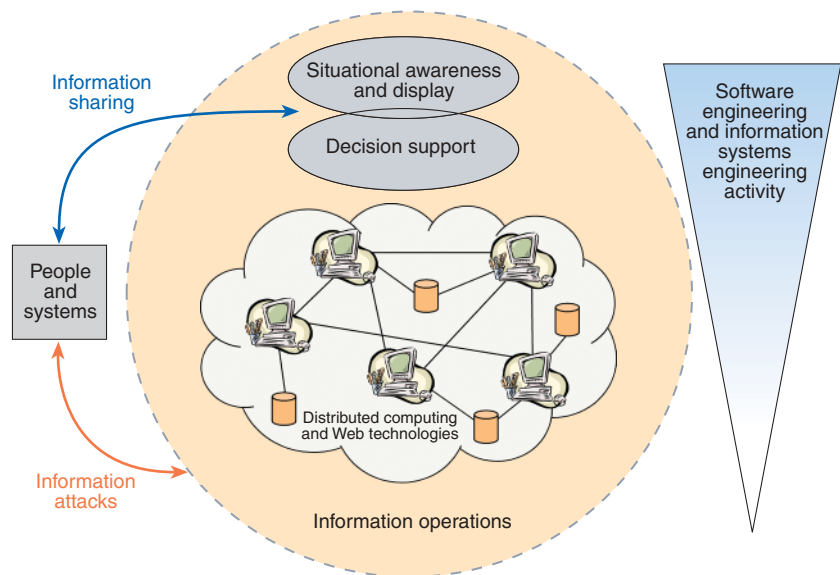 Information
sharing
Situational awareness
and display
Decision support
Software
engineering
and information
systems
engineering
activity
People
and
systems
Distributed computing
and Web technologies
Information
attacks
Information operations